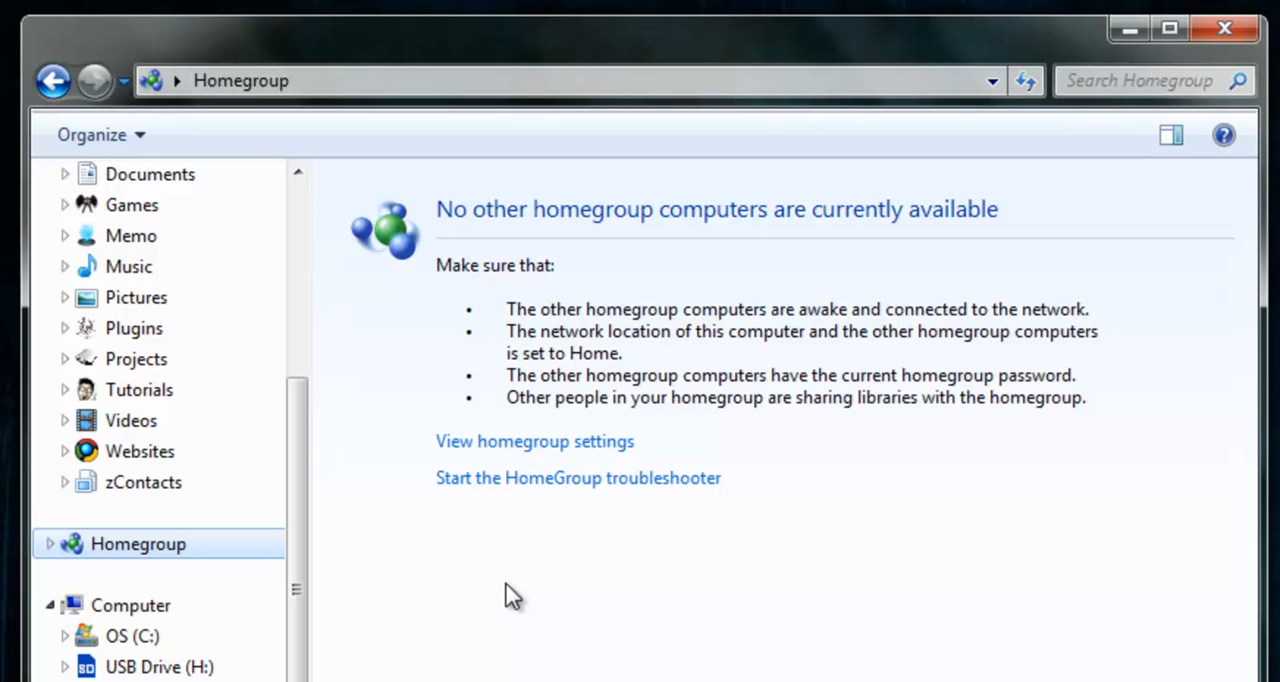 Homegroup
Search Homegroup
Organize
Documents
Games
Memo
Music
Pictures
Plugins
Projects
Tutorials
Videos
Websites
zContacts
Homegroup
Computer
OS (C:)
USB Drive (H:)
SD
No other homegroup computers are currently available
Make sure that:
• The other homegroup computers are awake and connected to the network.
• The network location of this computer and the other homegroup computers
is set to Home.
• The other homegroup computers have the current homegroup password.
• Other people in your homegroup are sharing libraries with the homegroup.
View homegroup settings
Start the HomeGroup troubleshooter